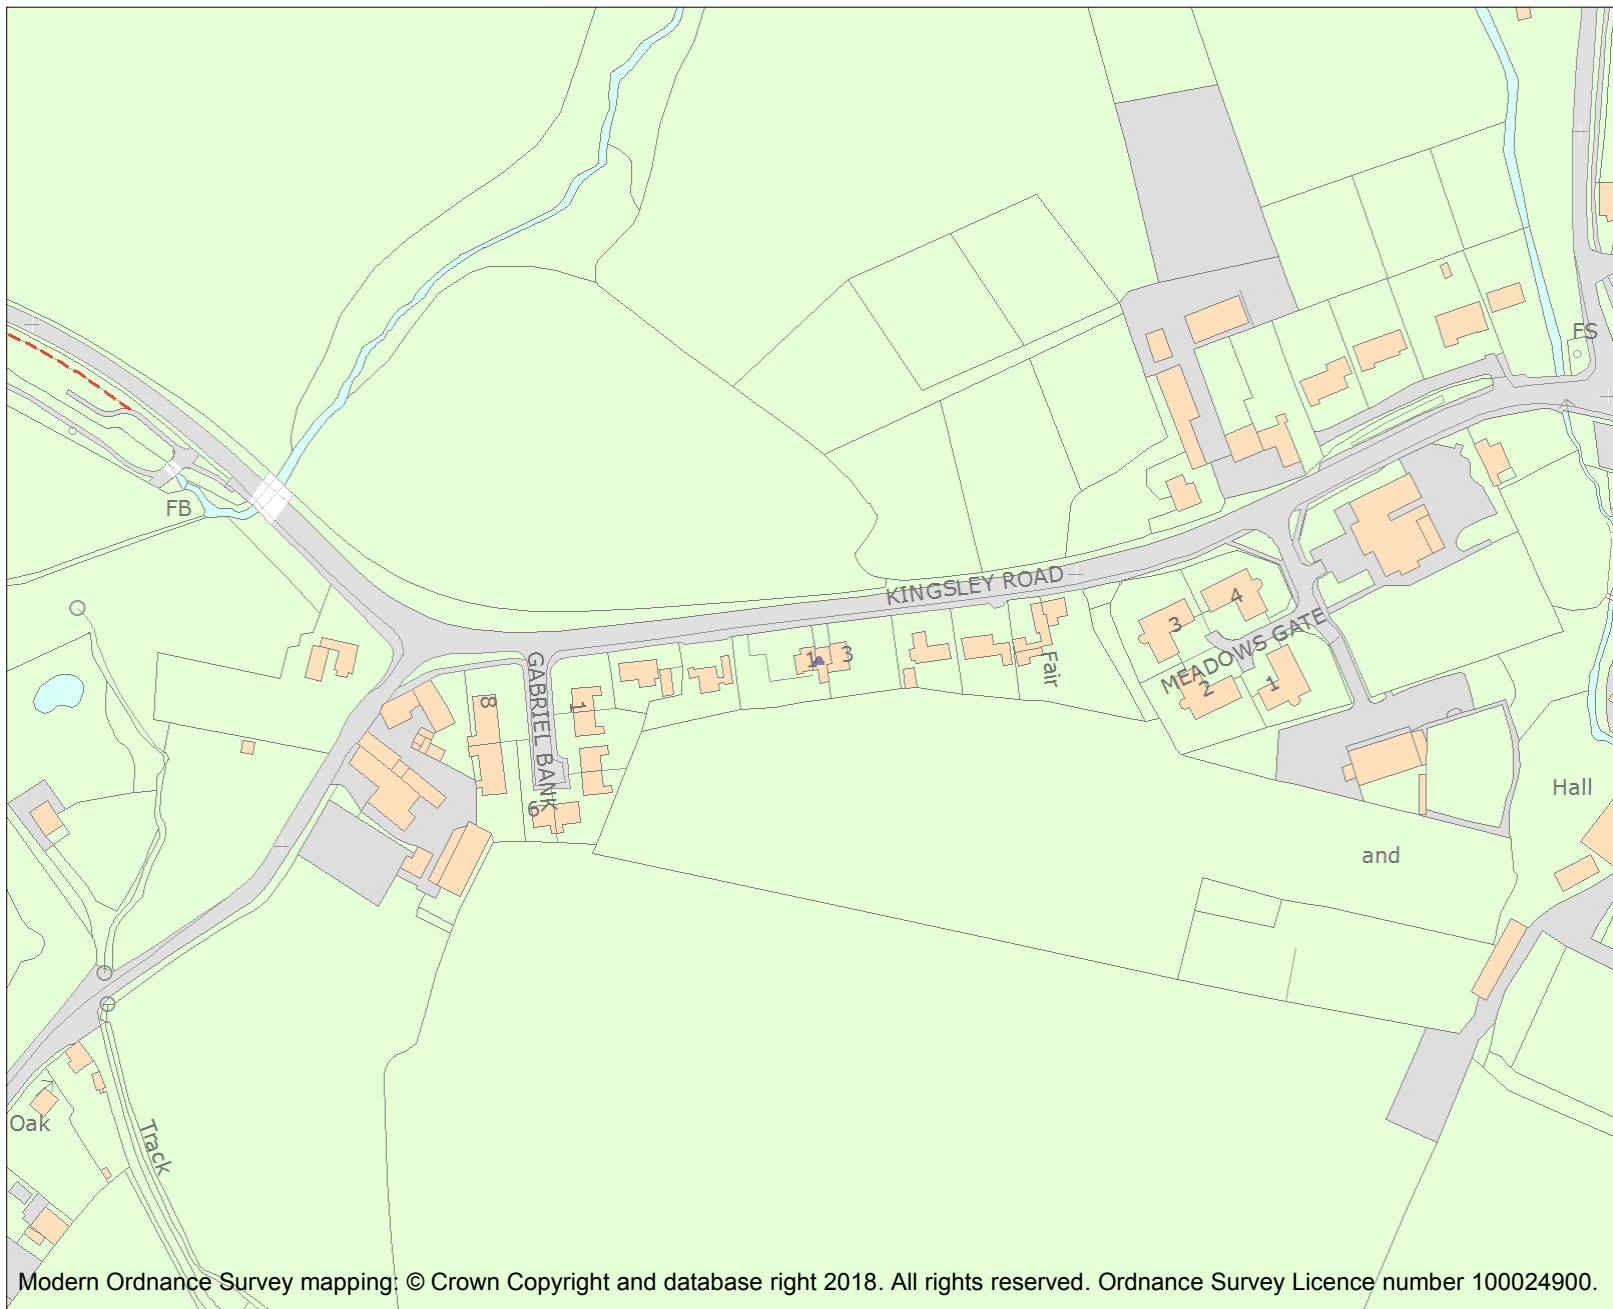 FS
FB
KINGSLEY ROAD
4
3
MEADOWS GATE
1 3
Fair
GABRIEL BANK
8
1
2
1
6
Hall
and
Oak
Track
Modern Ordnance Survey mapping: © Crown Copyright and database right 2018. All rights reserved. Ordnance Survey Licence number 100024900.